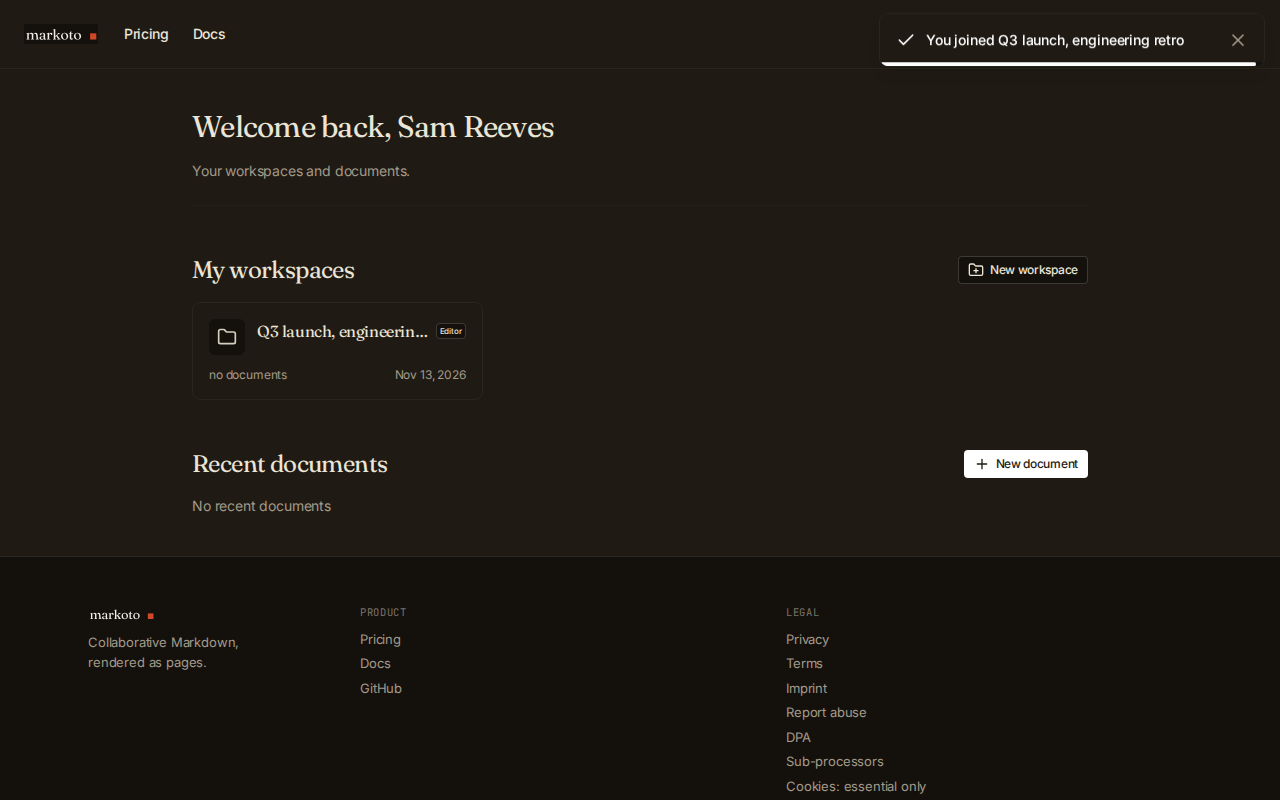 markoto
Pricing
Docs
You joined Q3 launch, engineering retro
Welcome back, Sam Reeves
Your workspaces and documents.
My workspaces
New workspace
Q3 launch, engineerin...
Editor
no documents
Nov 13, 2026
Recent documents
New document
No recent documents
markoto
Collaborative Markdown,
rendered as pages.
PRODUCT
Pricing
Docs
GitHub
LEGAL
Privacy
Terms
Imprint
Report abuse
DPA
Sub-processors
Cookies: essential only